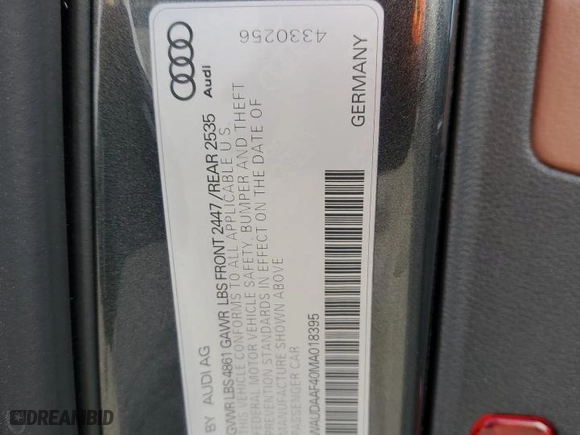 BY AUDI AG
GVWR LBS 4861 GAWR LBS FRONT 2447/REAR 2535
THIS VEHICLE CONFORMS TO ALL APPLICABLE U.S.
FEDERAL MOTOR VEHICLE SAFETY, BUMPER AND THEFT
PREVENTION STANDARDS IN EFFECT ON THE DATE OF
MANUFACTURE SHOWN ABOVE
PASSENGER CAR
WAUDAAF40MA018395
Audi
4330256
GERMANY
DREAMBID